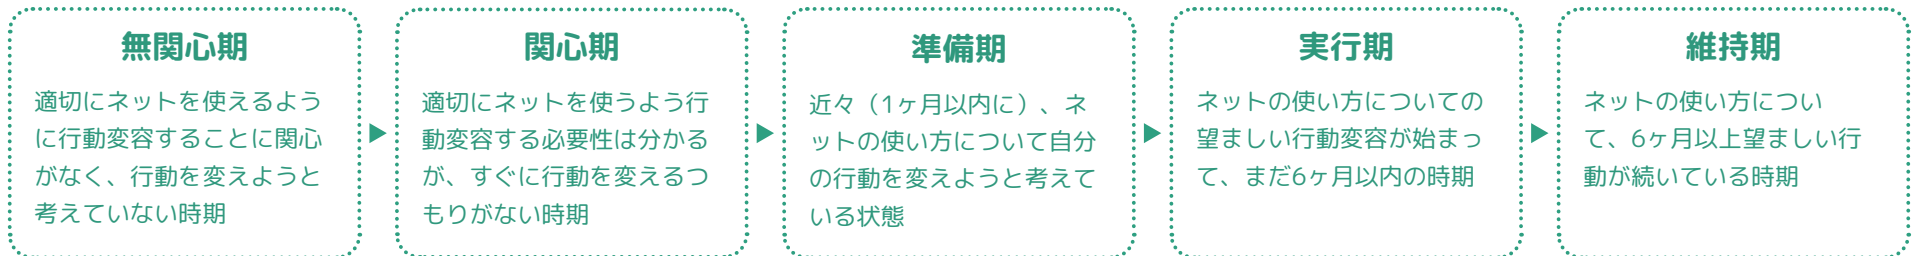 無関心期
適切にネットを使えるよう
に行動変容することに関心
がなく、行動を変えようと
考えていない時期
関心期
適切にネットを使うよう行
動変容する必要性は分かる
が、すぐに行動を変えるつ
もりがない時期
準備期
近々（1ヶ月以内に）、ネ
ットの使い方について自分
の行動を変えようと考えて
いる状態
実行期
ネットの使い方についての
望ましい行動変容が始まっ
て、まだ6ヶ月以内の時期
維持期
ネットの使い方につい
て、6ヶ月以上望ましい行
動が続いている時期